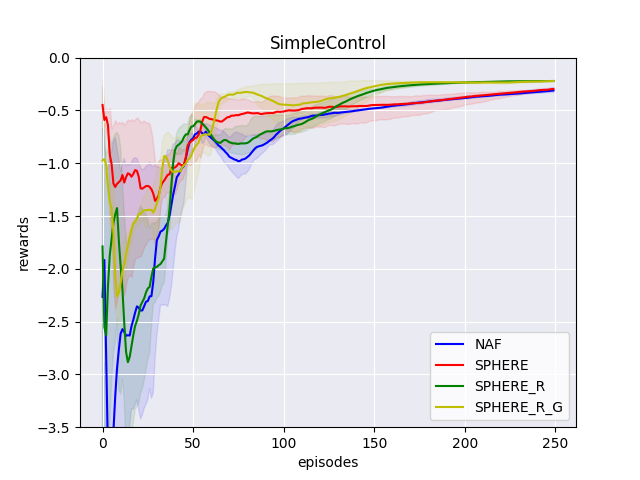 SimpleControl
rewards
0.0
−0.5
−1.0
−1.5
−2.0
−2.5
−3.0
−3.5
NAF
SPHERE
SPHERE_R
SPHERE_R_G
0 50 100 150 200 250
episodes